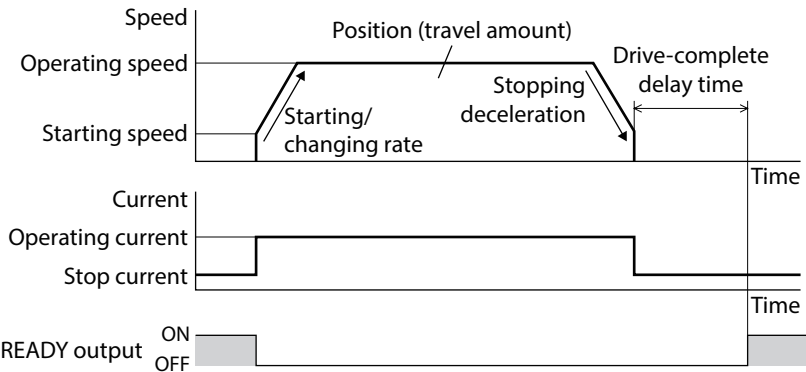 Speed
Position (travel amount)
Operating speed
Drive-complete
delay time
Stopping
deceleration
Starting/
changing rate
Starting speed
Time
Current
Operating current
Stop current
Time
READY output
ON
OFF